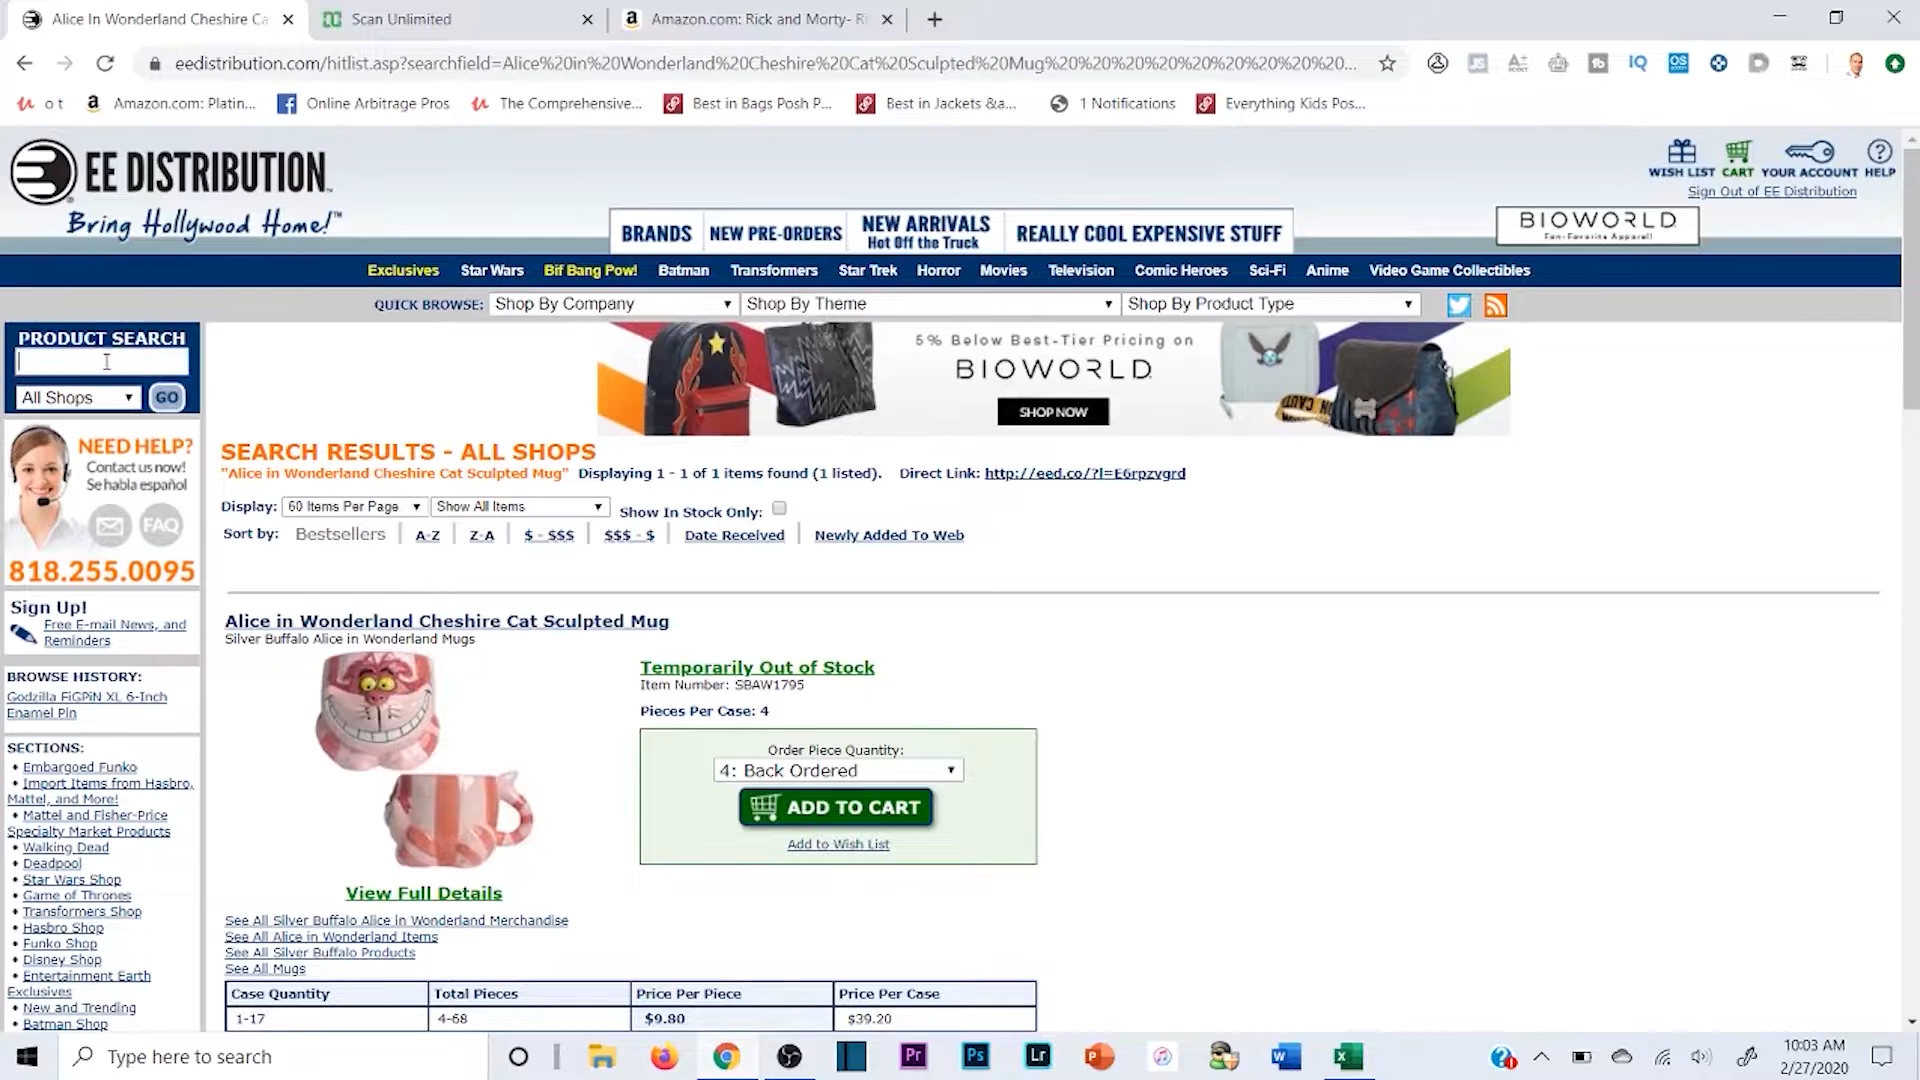 Alice In Wonderland Cheshire Ca
Scan Unlimited
Amazon.com: Rick and Morty- Ri
eedistribution.com/hitlist.asp?searchfield=Alice%20in%20Wonderland%20Cheshire%20Cat%20Sculpted%20Mug%20%20%20%20%20%20%20%20%20...
o t
Amazon.com: Platin...
Online Arbitrage Pros
The Comprehensive...
Best in Bags Posh P...
Best in Jackets &a...
1 Notifications
Everything Kids Pos...
EE DISTRIBUTION
Bring Hollywood Home!™
WISH LIST CART YOUR ACCOUNT HELP
Sign Out of EE Distribution
BRANDS
NEW PRE-ORDERS
NEW ARRIVALS
Hot Off the Truck
REALLY COOL EXPENSIVE STUFF
BIOWORLD
Fan-Favorite Apparel!
Exclusives Star Wars Bif Bang Pow! Batman Transformers Star Trek Horror Movies Television Comic Heroes Sci-Fi Anime Video Game Collectibles
QUICK BROWSE: Shop By Company Shop By Theme Shop By Product Type
PRODUCT SEARCH
All Shops GO
5% Below Best-Tier Pricing on
BIOWORLD
SHOP NOW
CAUTI
NEED HELP?
Contact us now!
Se habla español
FAQ
818.255.0095
Sign Up!
Free E-mail News, and
Reminders
BROWSE HISTORY:
Godzilla FiGPiN XL 6-Inch
Enamel Pin
SECTIONS:
• Embargoed Funko
• Import Items from Hasbro,
Mattel, and More!
• Mattel and Fisher-Price
Specialty Market Products
• Walking Dead
• Deadpool
• Star Wars Shop
• Game of Thrones
• Transformers Shop
• Hasbro Shop
• Funko Shop
• Disney Shop
• Entertainment Earth
Exclusives
• New and Trending
• Batman Shop
SEARCH RESULTS - ALL SHOPS
"Alice in Wonderland Cheshire Cat Sculpted Mug" Displaying 1 - 1 of 1 items found (1 listed). Direct Link: http://eed.co/?l=E6rpzvgrd
Display: 60 Items Per Page Show All Items Show In Stock Only:
Sort by: Bestsellers A-Z Z-A $ - $$$ $$$ - $ Date Received Newly Added To Web
Alice in Wonderland Cheshire Cat Sculpted Mug
Silver Buffalo Alice in Wonderland Mugs
Temporarily Out of Stock
Item Number: SBAW1795
Pieces Per Case: 4
Order Piece Quantity:
4: Back Ordered
ADD TO CART
Add to Wish List
View Full Details
See All Silver Buffalo Alice in Wonderland Merchandise
See All Alice in Wonderland Items
See All Silver Buffalo Products
See All Mugs
Case Quantity Total Pieces Price Per Piece Price Per Case
1-17 4-68 $9.80 $39.20
Type here to search
Pr
Ps
Lr
10:03 AM
2/27/2020